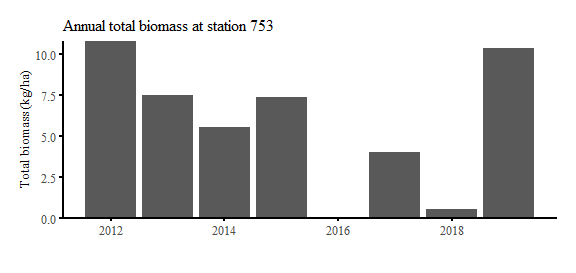 Annual total biomass at station 753
Total biomass (kg/ha)
10.0
7.5
5.0
2.5
0.0
2012 2014 2016 2018